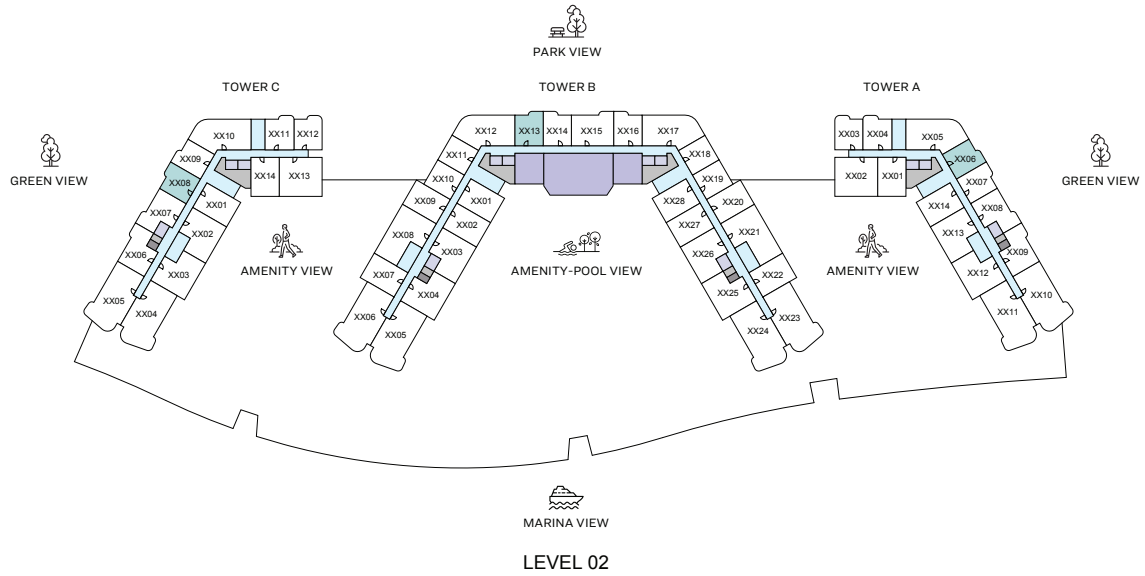 PARK VIEW
TOWER C
TOWER B
TOWER A
XX10
XX11
XX12
XX09
XX08
XX14
XX13
XX07
XX01
XX02
XX06
XX03
XX05
XX04
XX12
XX13
XX14
XX15
XX16
XX17
XX11
XX18
XX10
XX01
XX19
XX09
XX02
XX28
XX20
XX08
XX03
XX27
XX21
XX07
XX04
XX26
XX22
XX06
XX05
XX25
XX23
XX24
XX03
XX04
XX05
XX06
XX02
XX01
XX07
XX14
XX08
XX13
XX09
XX12
XX10
XX11
GREEN VIEW
GREEN VIEW
AMENITY VIEW
AMENITY-POOL VIEW
AMENITY VIEW
MARINA VIEW
LEVEL 02